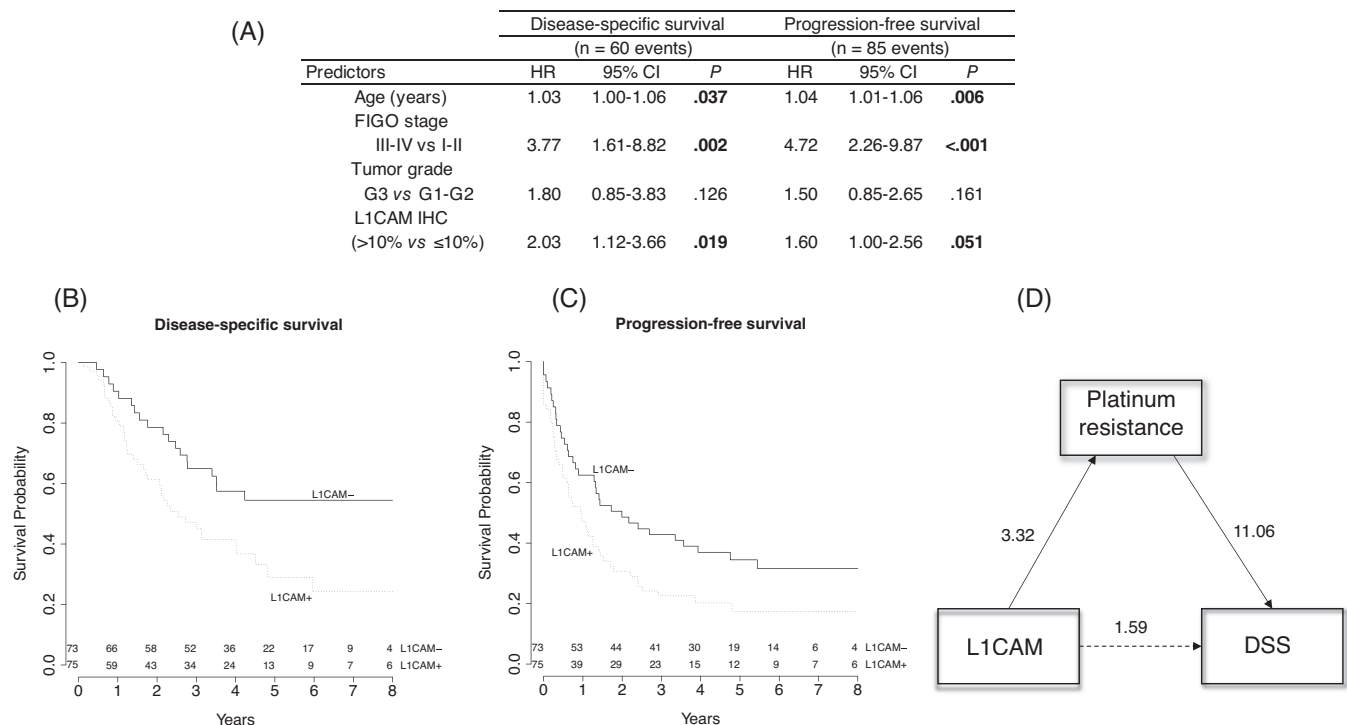 (A)
Disease-specific survival Progression-free survival
(n = 60 events) (n = 85 events)
Predictors HR 95% CI P HR 95% CI P
Age (years) 1.03 1.00-1.06 .037 1.04 1.01-1.06 .006
FIGO stage
III-IV vs I-II 3.77 1.61-8.82 .002 4.72 2.26-9.87 <.001
Tumor grade
G3 vs G1-G2 1.80 0.85-3.83 .126 1.50 0.85-2.65 .161
L1CAM IHC
(>10% vs ≤10%) 2.03 1.12-3.66 .019 1.60 1.00-2.56 .051
(B)
Disease-specific survival
Survival Probability
1.0
0.8
0.6
0.4
0.2
0.0
L1CAM−
L1CAM+
73 66 58 52 36 22 17 9 4 L1CAM−
75 59 43 34 24 13 9 7 6 L1CAM+
0 1 2 3 4 5 6 7 8
Years
(C)
Progression-free survival
Survival Probability
1.0
0.8
0.6
0.4
0.2
0.0
L1CAM−
L1CAM+
73 53 44 41 30 19 14 6 4 L1CAM−
75 39 29 23 15 12 9 7 6 L1CAM+
0 1 2 3 4 5 6 7 8
Years
(D)
Platinum
resistance
3.32
11.06
L1CAM
1.59
DSS